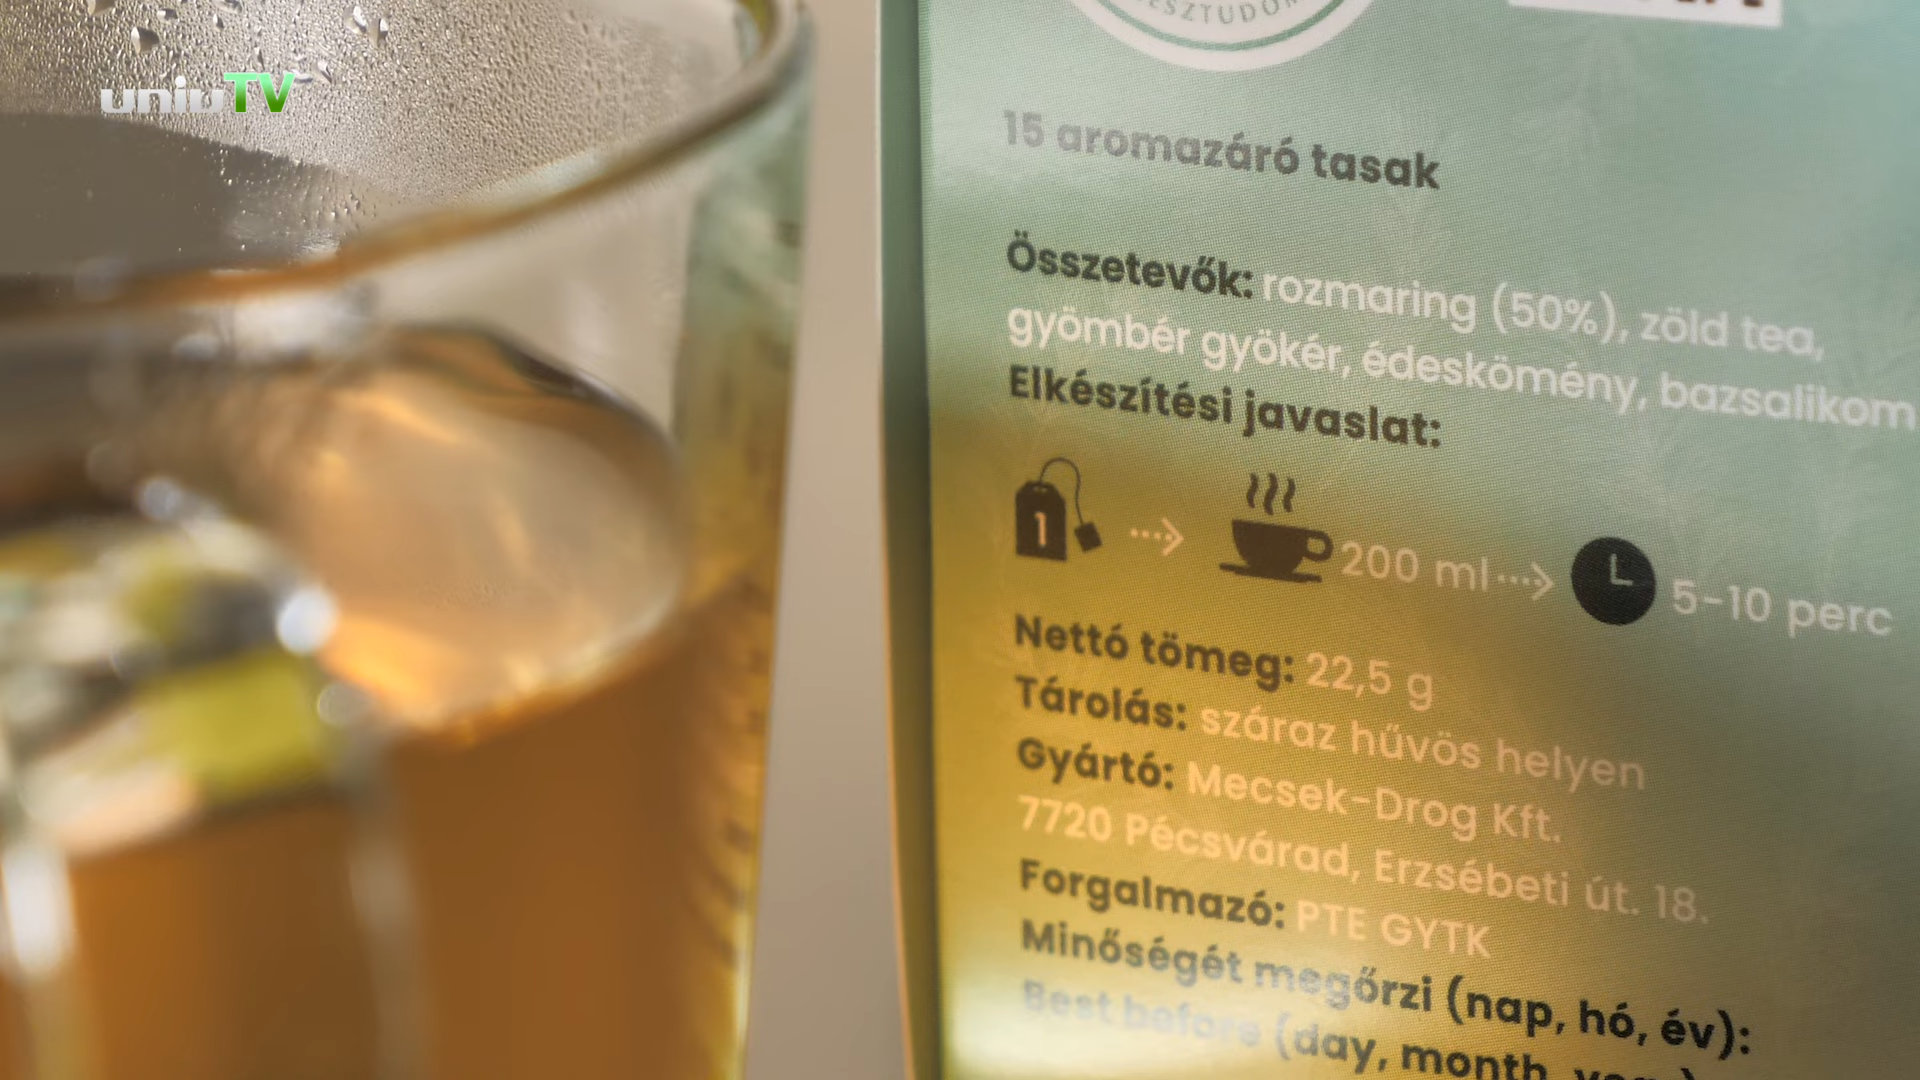 univTV
15 aromazáró tasak
Összetevők: rozmaring (50%), zöld tea,
gyömbér gyökér, édeskömény, bazsalikom
Elkészítési javaslat:
1 200 ml 5-10 perc
Nettó tömeg: 22,5 g
Tárolás: száraz hűvös helyen
Gyártó: Mecsek-Drog Kft.
7720 Pécsvárad, Erzsébeti út. 18.
Forgalmazó: PTE GYTK
Minőségét megőrzi (nap, hó, év):
Best before (day, month,